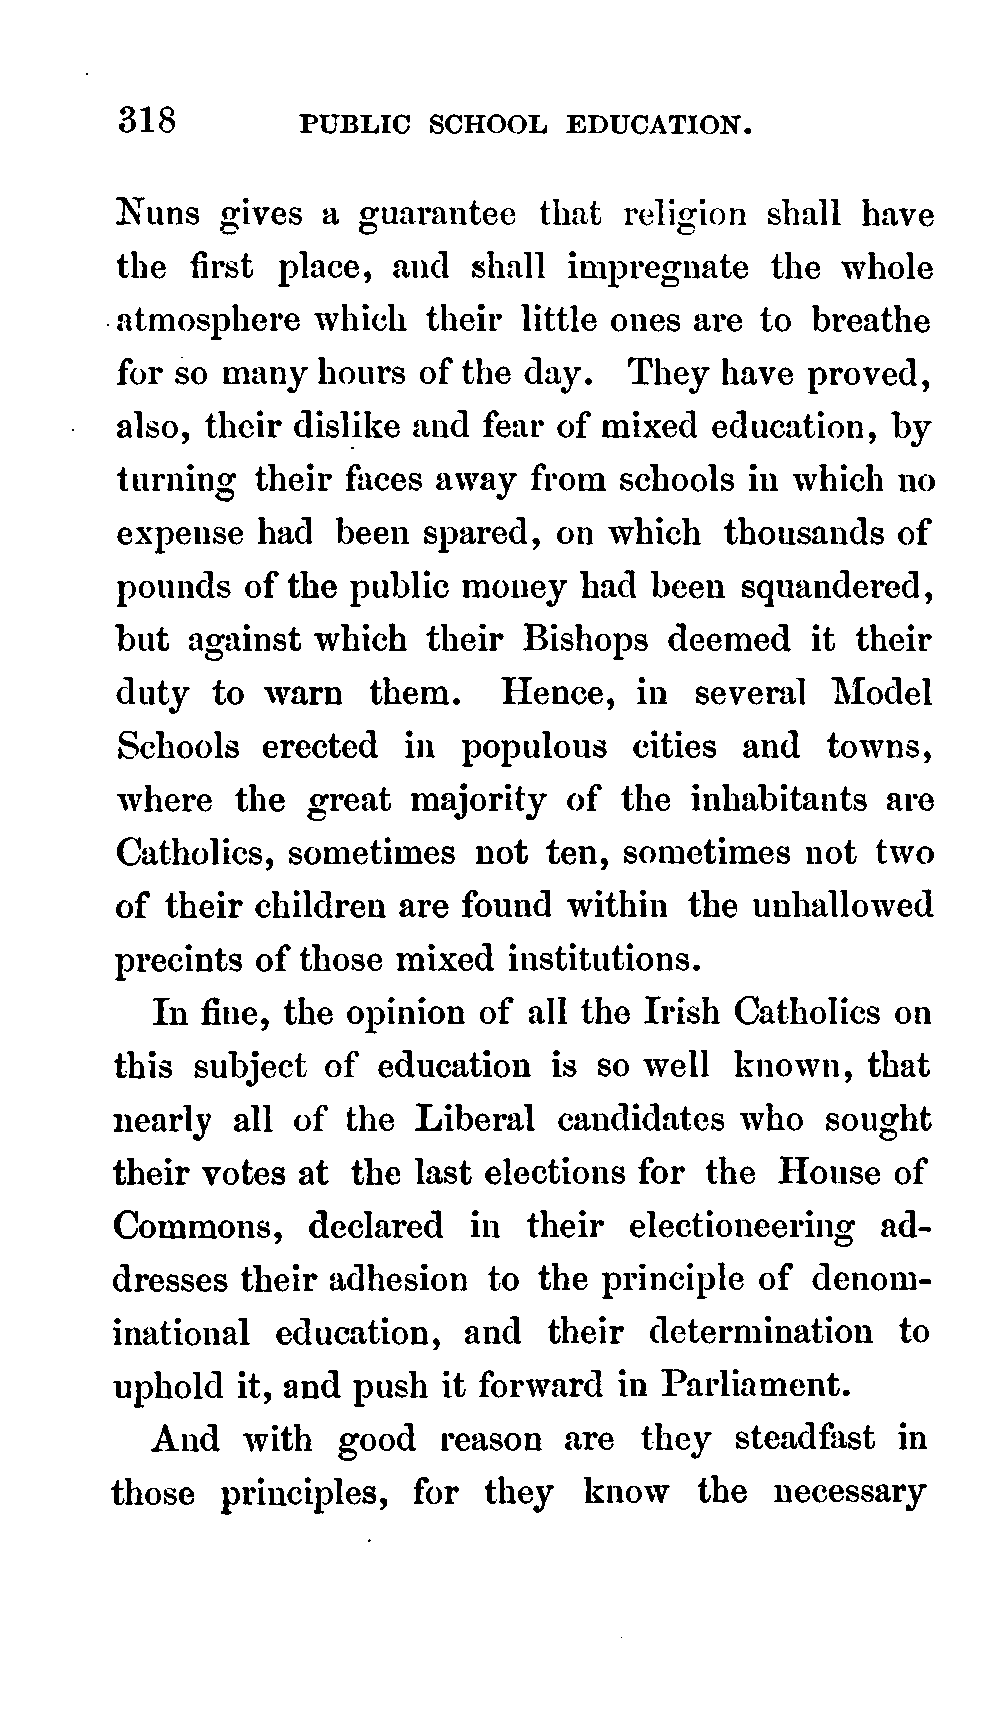 318 PUBLIC SCHOOL EDUCATION.
Nuns gives a guarantee that religion shall have
the first place, and shall impregnate the whole
atmosphere which their little ones are to breathe
for so many hours of the day. They have proved,
also, their dislike and fear of mixed education, by
turning their faces away from schools in which no
expense had been spared, on which thousands of
pounds of the public money had been squandered,
but against which their Bishops deemed it their
duty to warn them. Hence, in several Model
Schools erected in populous cities and towns,
where the great majority of the inhabitants are
Catholics, sometimes not ten, sometimes not two
of their children are found within the unhallowed
precints of those mixed institutions.
In fine, the opinion of all the Irish Catholics on
this subject of education is so well known, that
nearly all of the Liberal candidates who sought
their votes at the last elections for the House of
Commons, declared in their electioneering ad-
dresses their adhesion to the principle of denom-
inational education, and their determination to
uphold it, and push it forward in Parliament.
And with good reason are they steadfast in
those principles, for they know the necessary